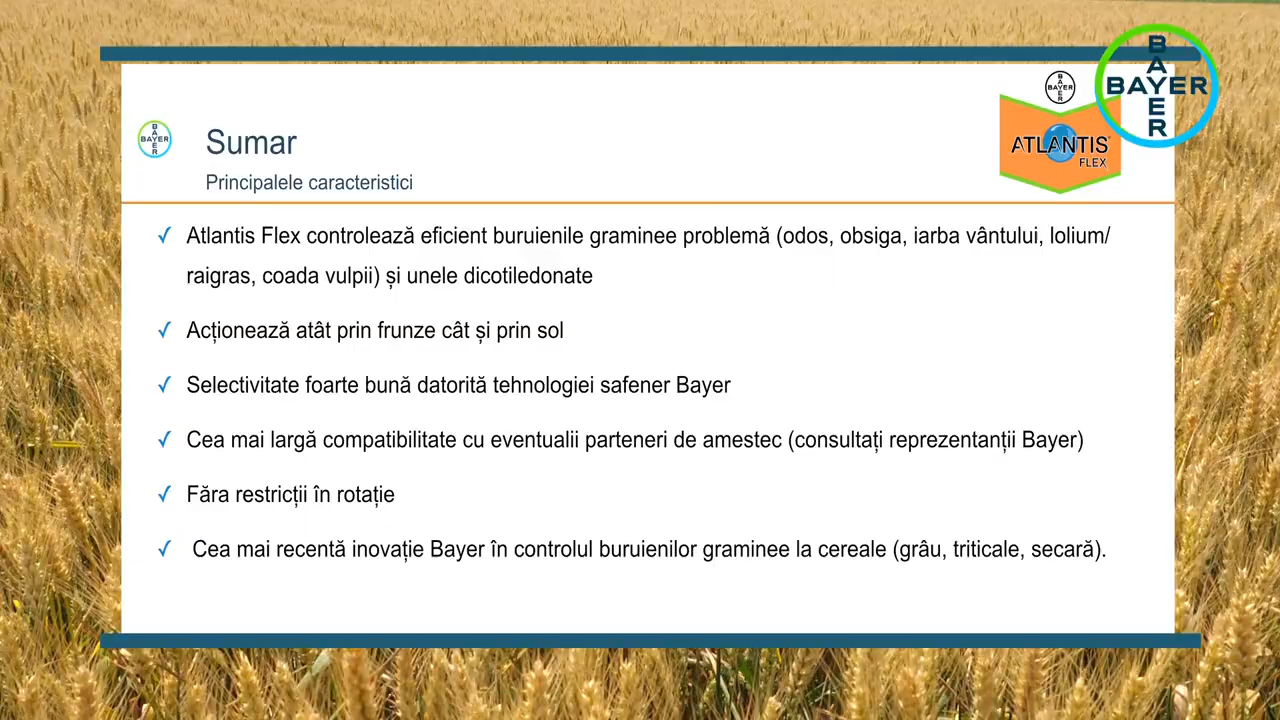 BAYER
BAYER
Sumar
Principalele caracteristici
BAYER
BAYER
ATLANTIS
FLEX
BAYER
BAYER
✓ Atlantis Flex controlează eficient buruienile graminee problemă (odos, obsiga, iarba vântului, lolium/
raigras, coada vulpii) și unele dicotiledonate
✓ Acționează atât prin frunze cât și prin sol
✓ Selectivitate foarte bună datorită tehnologiei safener Bayer
✓ Cea mai largă compatibilitate cu eventualii parteneri de amestec (consultați reprezentanții Bayer)
✓ Făra restricții în rotație
✓ Cea mai recentă inovație Bayer în controlul buruienilor graminee la cereale (grâu, triticale, secară).